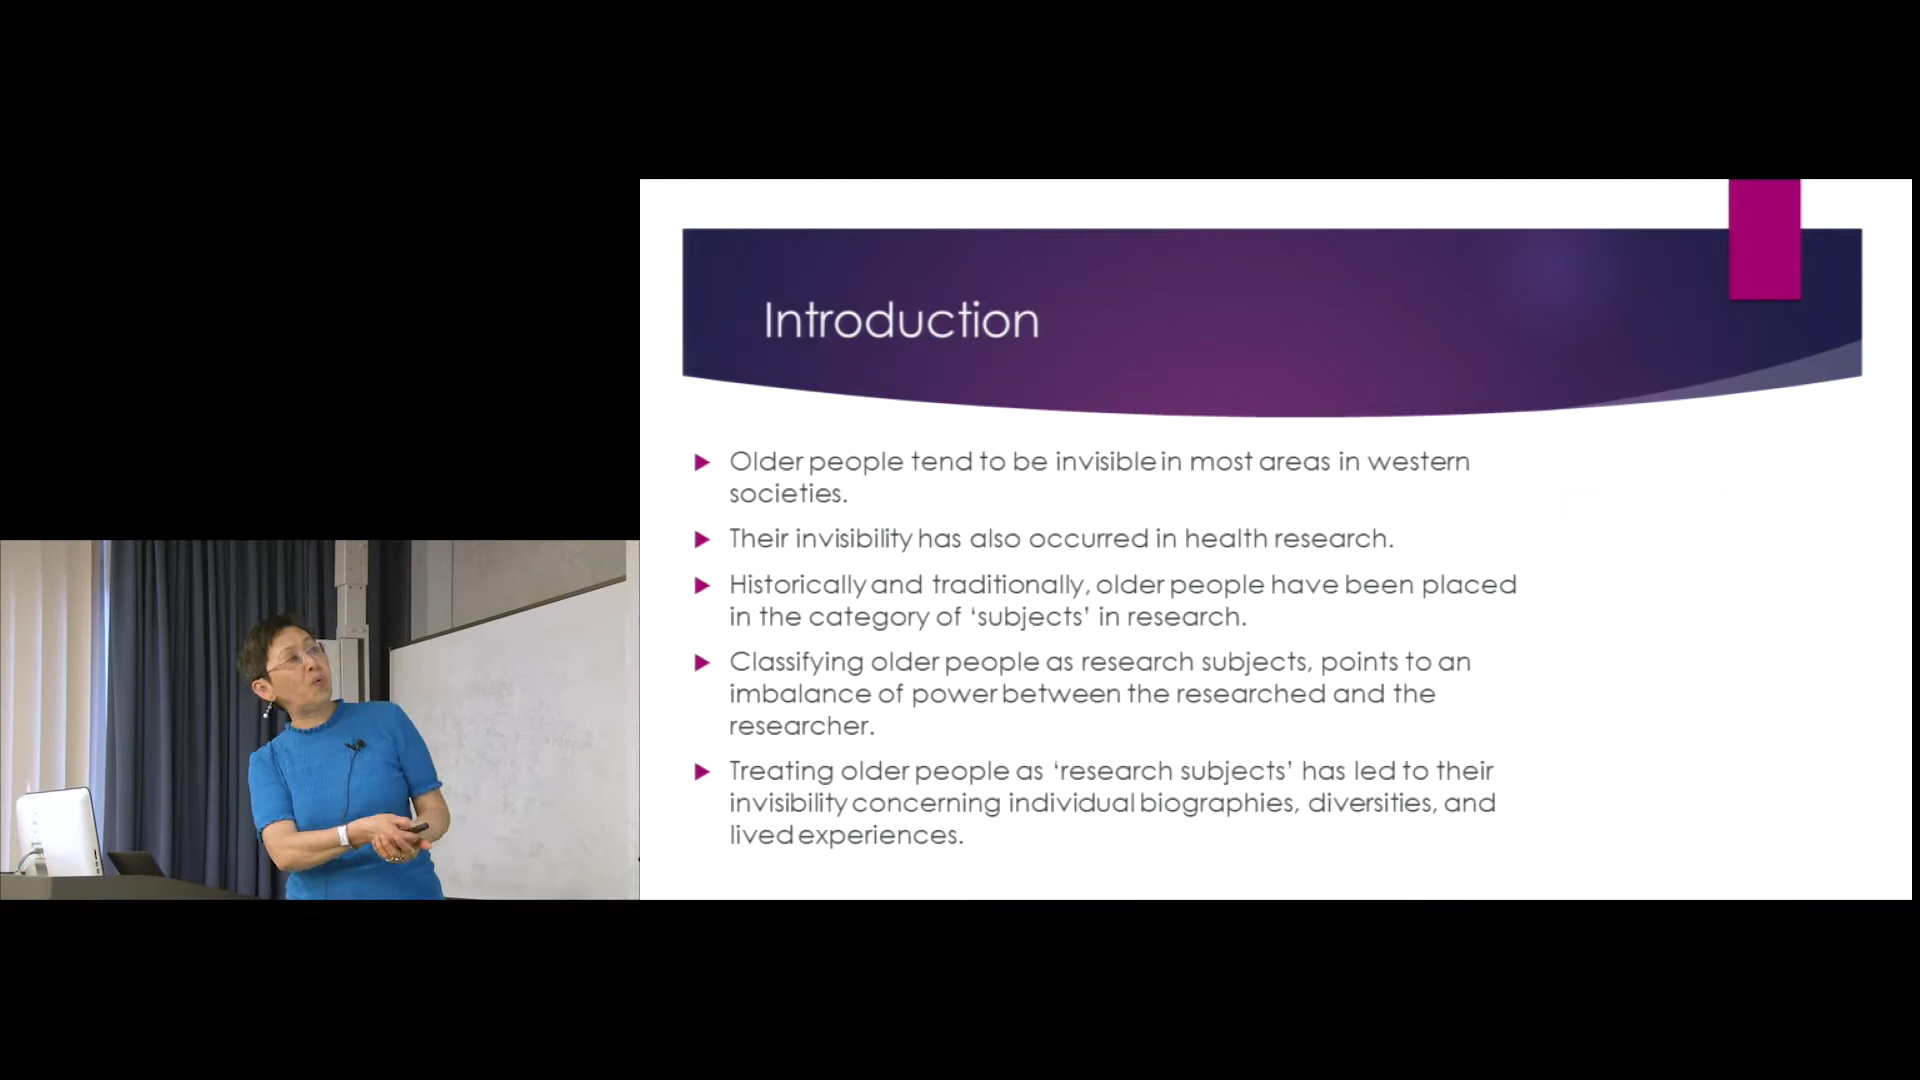 Introduction
Older people tend to be invisible in most areas in western
societies.
Their invisibility has also occurred in health research.
Historically and traditionally, older people have been placed
in the category of ‘subjects’ in research.
Classifying older people as research subjects, points to an
imbalance of power between the researched and the
researcher.
Treating older people as ‘research subjects’ has led to their
invisibility concerning individual biographies, diversities, and
lived experiences.